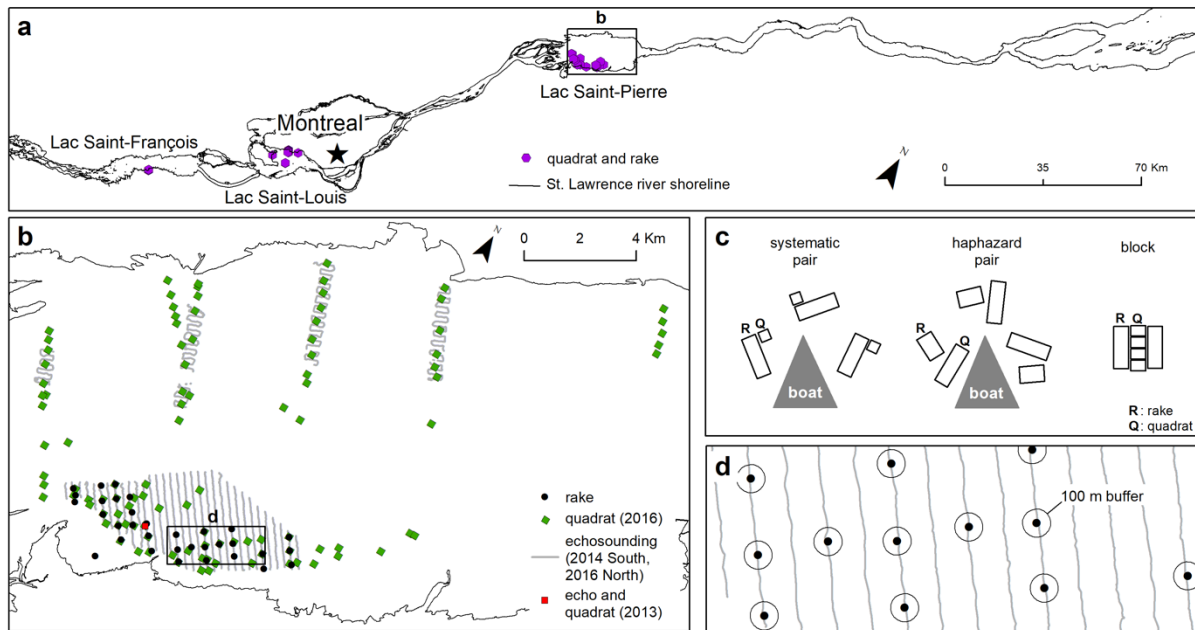 a
b
Lac Saint-Pierre
Montreal
Lac Saint-François
Lac Saint-Louis
quadrat and rake
St. Lawrence river shoreline
N
0 35 70 Km
b
N
0 2 4 Km
d
rake
quadrat (2016)
echosounding
(2014 South,
2016 North)
echo and
quadrat (2013)
c
systematic
pair
haphazard
pair
block
R Q
boat
R Q
boat
R Q
R : rake
Q : quadrat
d
100 m buffer